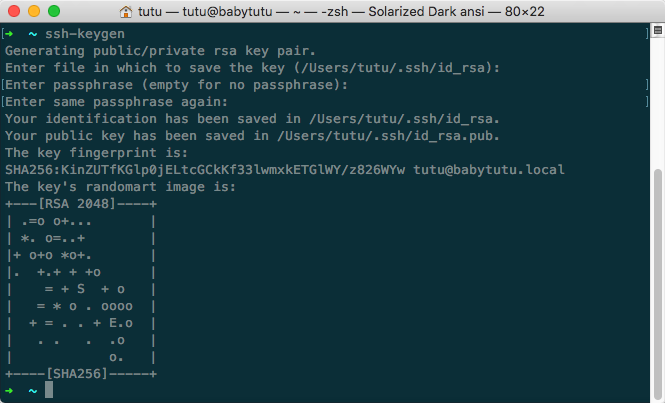 tutu — tutu@babytutu — ~ — -zsh — Solarized Dark ansi — 80×22
[➜  ~ ssh-keygen                                                               ]
Generating public/private rsa key pair.
Enter file in which to save the key (/Users/tutu/.ssh/id_rsa):
[Enter passphrase (empty for no passphrase):                                    ]
[Enter same passphrase again:                                                   ]
Your identification has been saved in /Users/tutu/.ssh/id_rsa.
Your public key has been saved in /Users/tutu/.ssh/id_rsa.pub.
The key fingerprint is:
SHA256:KinZUTfKGlp0jELtcGCkKf33lwmxkETGlWY/z826WYw tutu@babytutu.local
The key's randomart image is:
+---[RSA 2048]----+
| .=o o+...       |
| *. o=..+        |
|+ o+o *o+.       |
|.  +.+ + +o      |
|    = + S  + o   |
|   = * o . oooo  |
|  + = . . + E.o  |
|   . .   .  .o   |
|            o.   |
+----[SHA256]-----+
➜  ~